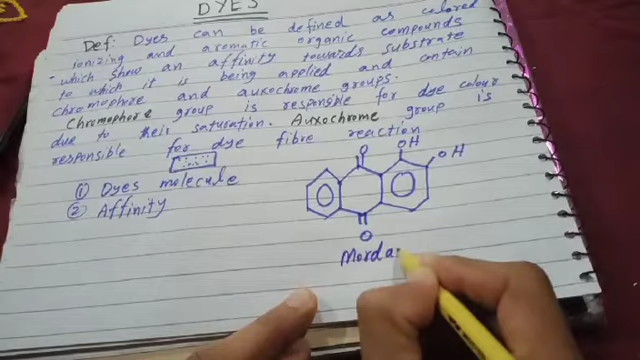 DYES
Def: Dyes can be defined as colored
ionizing and aromatic organic compounds
which show an affinity towards substrate
to which it is being applied and contain
chromophore and auxochrome groups.
Chromophore group is responsible for dye colour
due to their saturation. Auxochrome group is
responsible for dye fibre reaction
① Dyes molecule
② Affinity
O
OH
OH
O
Morda